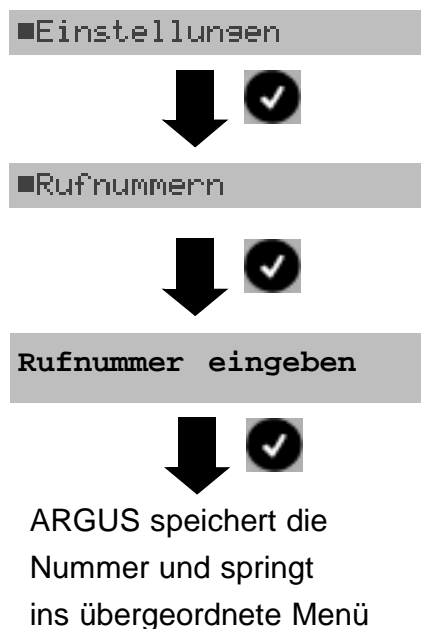 ■Einstellungen
■Rufnummern
Rufnummer eingeben
ARGUS speichert die
Nummer und springt
ins übergeordnete Menü